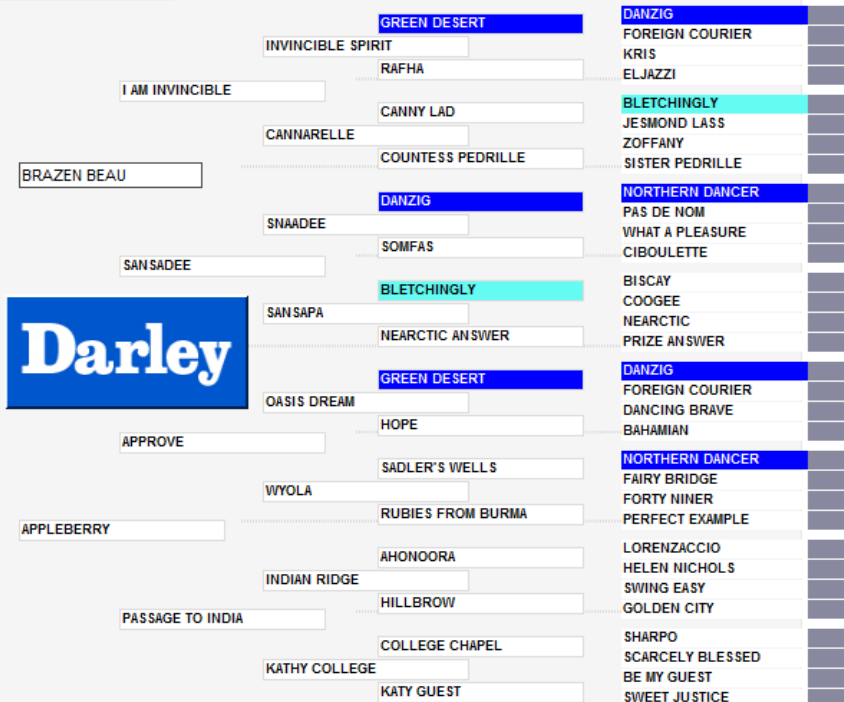 BRAZEN BEAU
APPLEBERRY
Darley
I AM INVINCIBLE
SANSADEE
APPROVE
PASSAGE TO INDIA
INVINCIBLE SPIRIT
CANNARELLE
SNAADEE
SANSAPA
OASIS DREAM
WYOLA
INDIAN RIDGE
KATHY COLLEGE
GREEN DESERT
RAFHA
CANNY LAD
COUNTESS PEDRILLE
DANZIG
SOMFAS
BLETCHINGLY
NEARCTIC ANSWER
GREEN DESERT
HOPE
SADLER'S WELLS
RUBIES FROM BURMA
AHONOORA
HILLBROW
COLLEGE CHAPEL
KATY GUEST
DANZIG
FOREIGN COURIER
KRIS
ELJAZZI
BLETCHINGLY
JESMOND LASS
ZOFFANY
SISTER PEDRILLE
NORTHERN DANCER
PAS DE NOM
WHAT A PLEASURE
CIBOULETTE
BISCAY
COOGEE
NEARCTIC
PRIZE ANSWER
DANZIG
FOREIGN COURIER
DANCING BRAVE
BAHAMIAN
NORTHERN DANCER
FAIRY BRIDGE
FORTY NINER
PERFECT EXAMPLE
LORENZACCIO
HELEN NICHOLS
SWING EASY
GOLDEN CITY
SHARPO
SCARCELY BLESSED
BE MY GUEST
SWEET JUSTICE